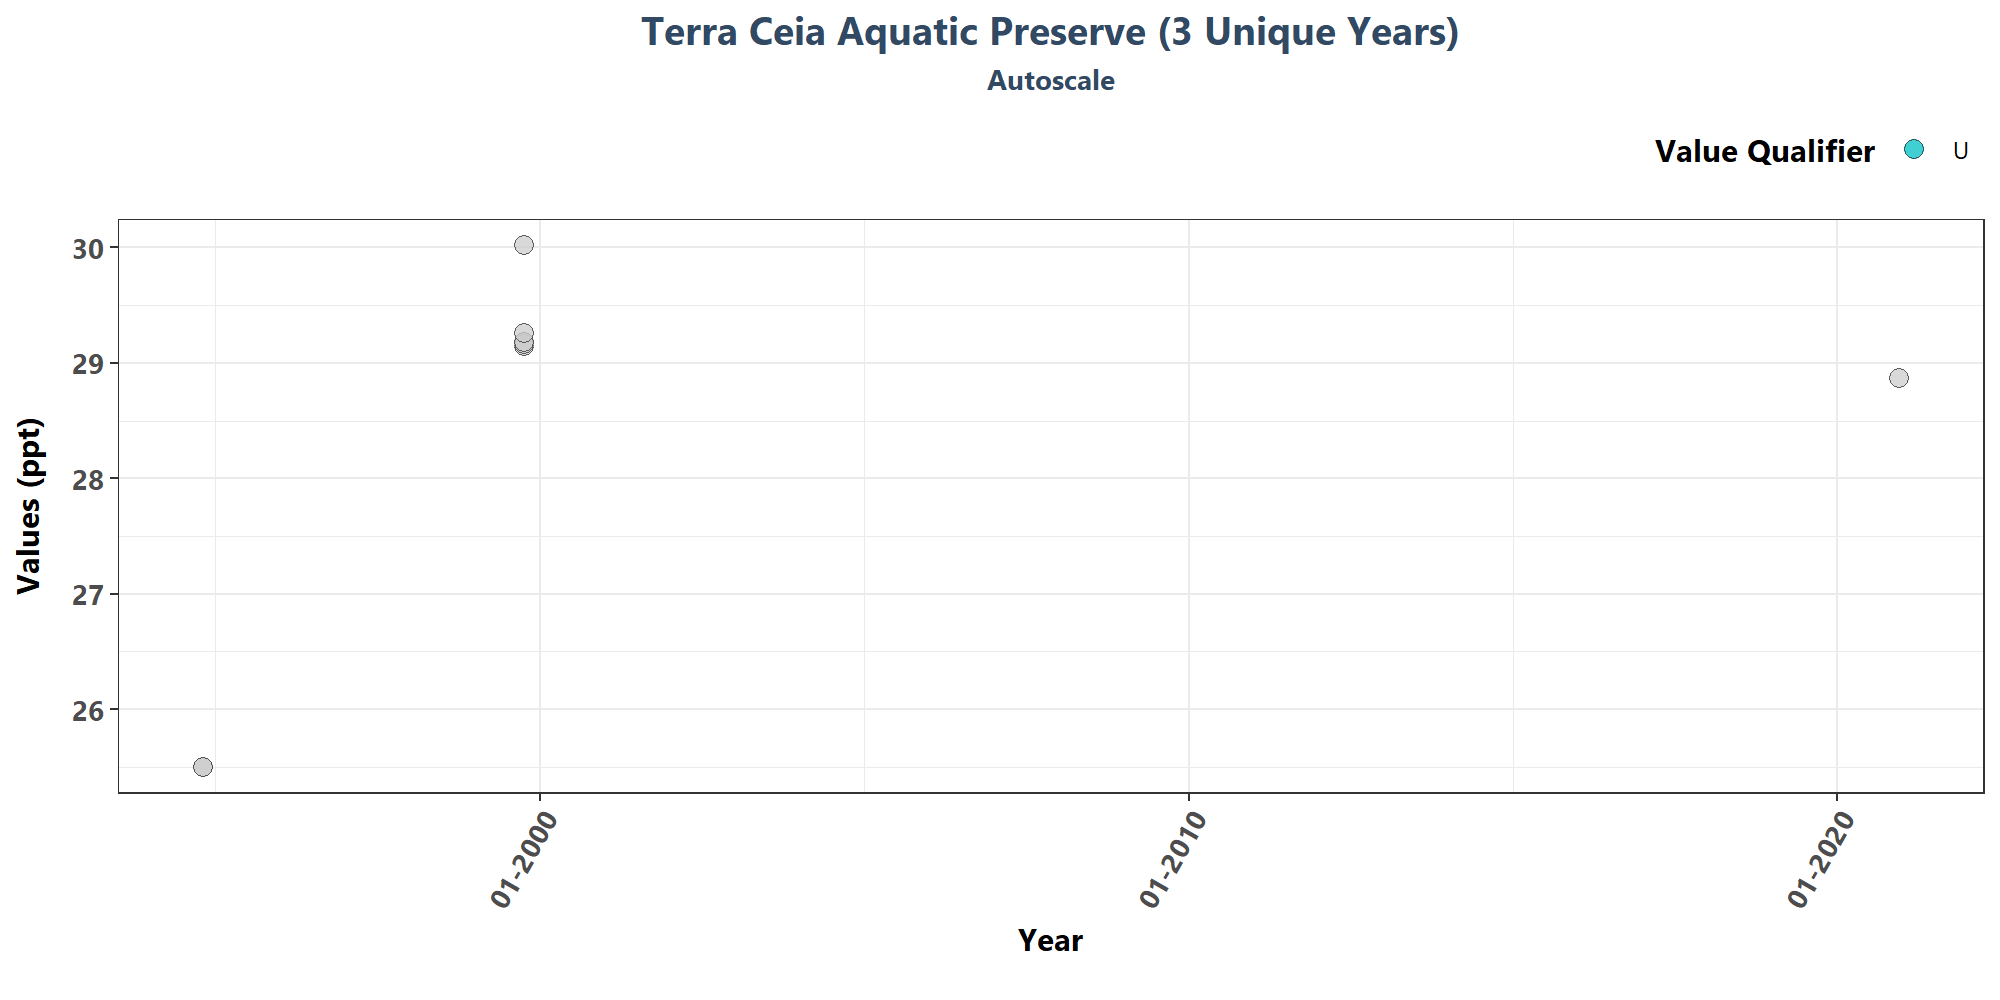 Terra Ceia Aquatic Preserve (3 Unique Years)
Autoscale
Value Qualifier U
30
29
28
27
26
Values (ppt)
01-2000
01-2010
01-2020
Year